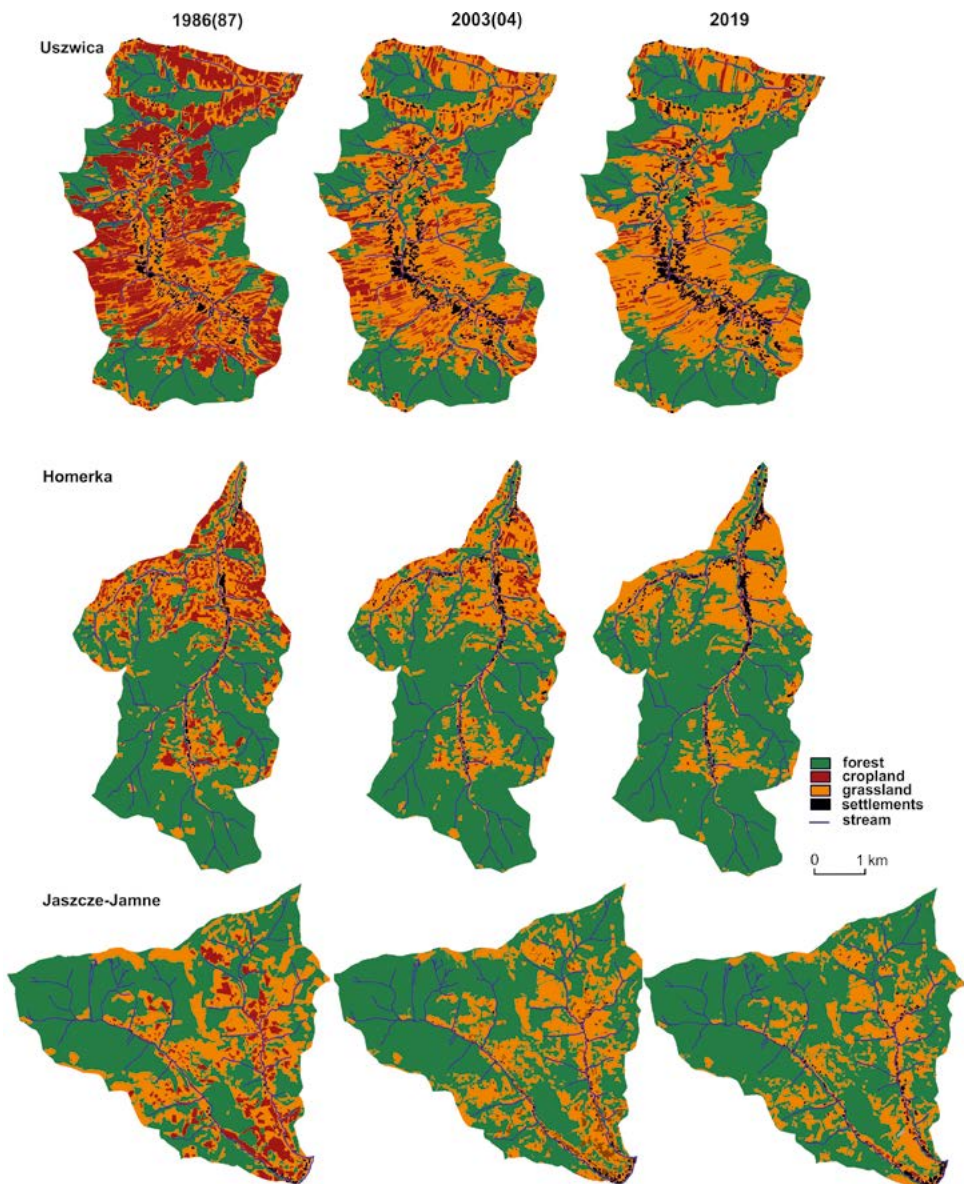 1986(87)
2003(04)
2019
Uszwica
Homerka
forest
cropland
grassland
settlements
stream
0 1 km
Jaszcze-Jamne